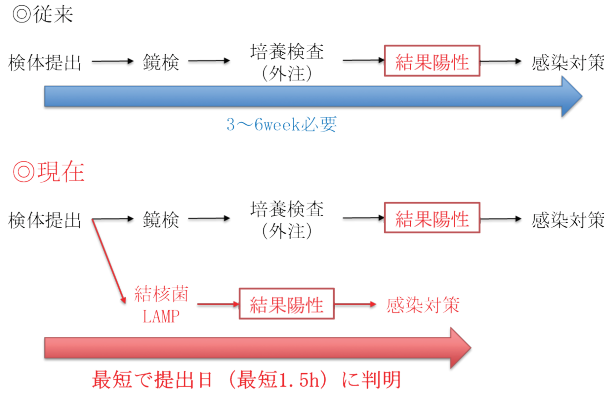 ◎従来
検体提出 鏡検 培養検査 結果陽性 感染対策
(外注)
3～6week必要
◎現在
検体提出 鏡検 培養検査 結果陽性 感染対策
(外注)
結核菌 結果陽性 感染対策
LAMP
最短で提出日（最短1.5h）に判明